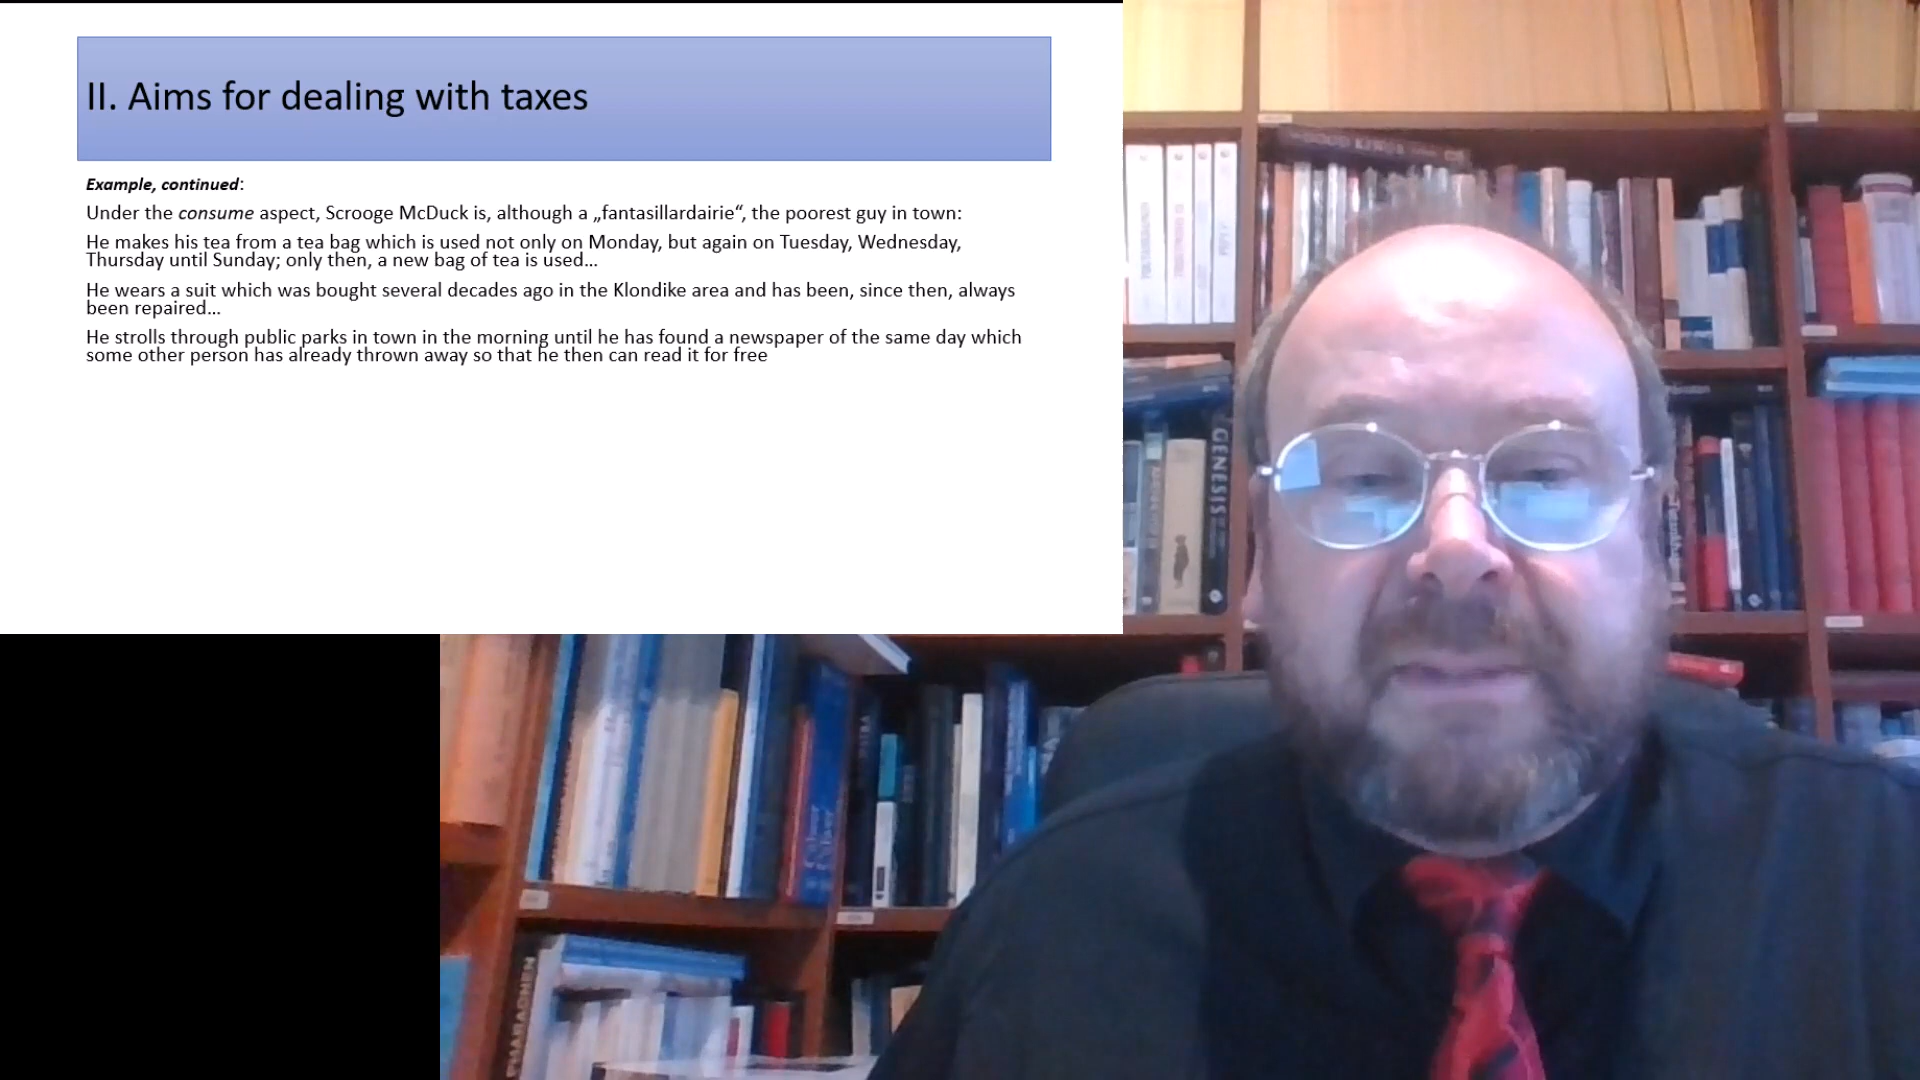 II. Aims for dealing with taxes
Example, continued:
Under the consume aspect, Scrooge McDuck is, although a „fantasillardairie“, the poorest guy in town:
He makes his tea from a tea bag which is used not only on Monday, but again on Tuesday, Wednesday,
Thursday until Sunday; only then, a new bag of tea is used…
He wears a suit which was bought several decades ago in the Klondike area and has been, since then, always
been repaired…
He strolls through public parks in town in the morning until he has found a newspaper of the same day which
some other person has already thrown away so that he then can read it for free
GENESIS